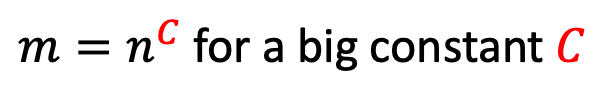 m = n^C for a big constant C